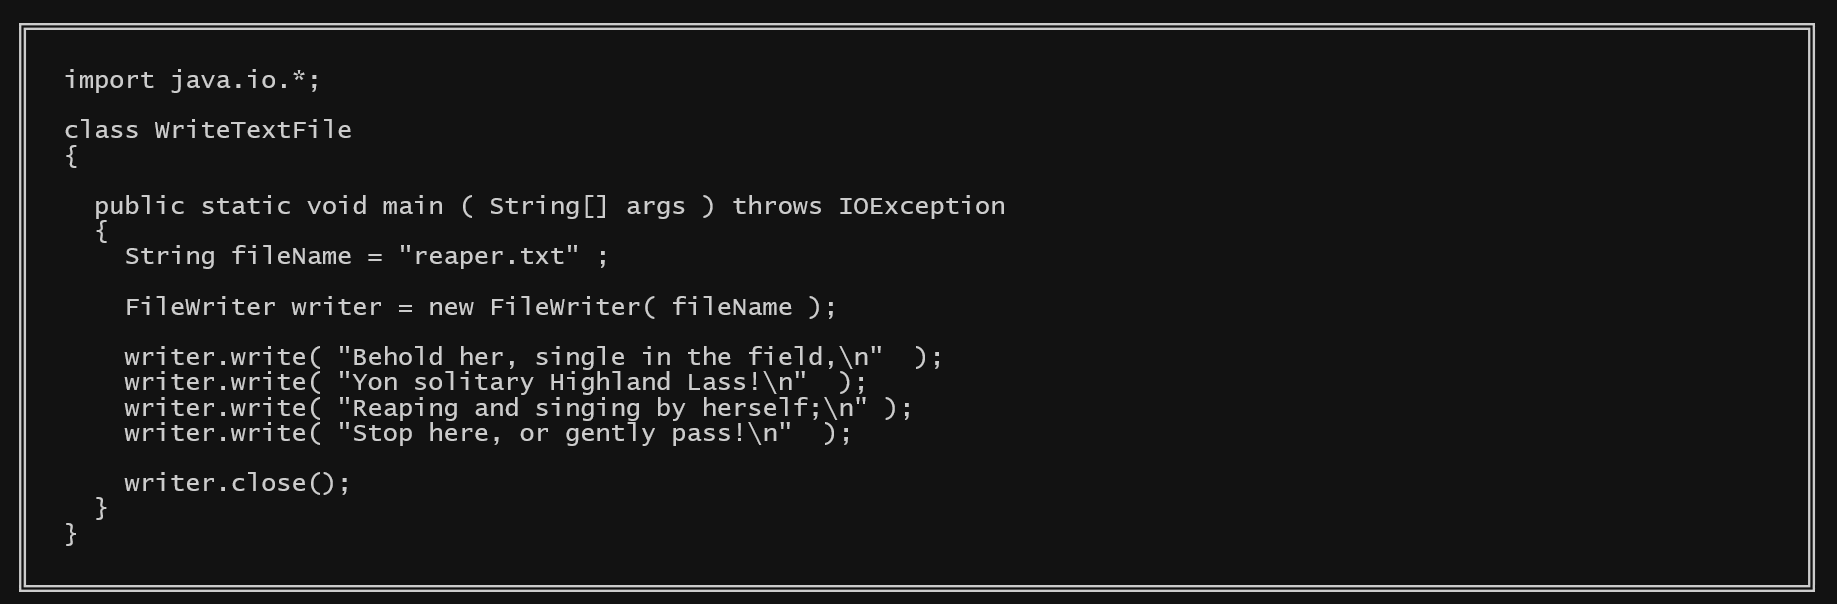 import java.io.*;
class WriteTextFile
{
public static void main ( String[] args ) throws IOException
{
String fileName = "reaper.txt" ;
FileWriter writer = new FileWriter( fileName );
writer.write( "Behold her, single in the field,\n"  );
writer.write( "Yon solitary Highland Lass!\n"  );
writer.write( "Reaping and singing by herself;\n" );
writer.write( "Stop here, or gently pass!\n"  );
writer.close();
}
}